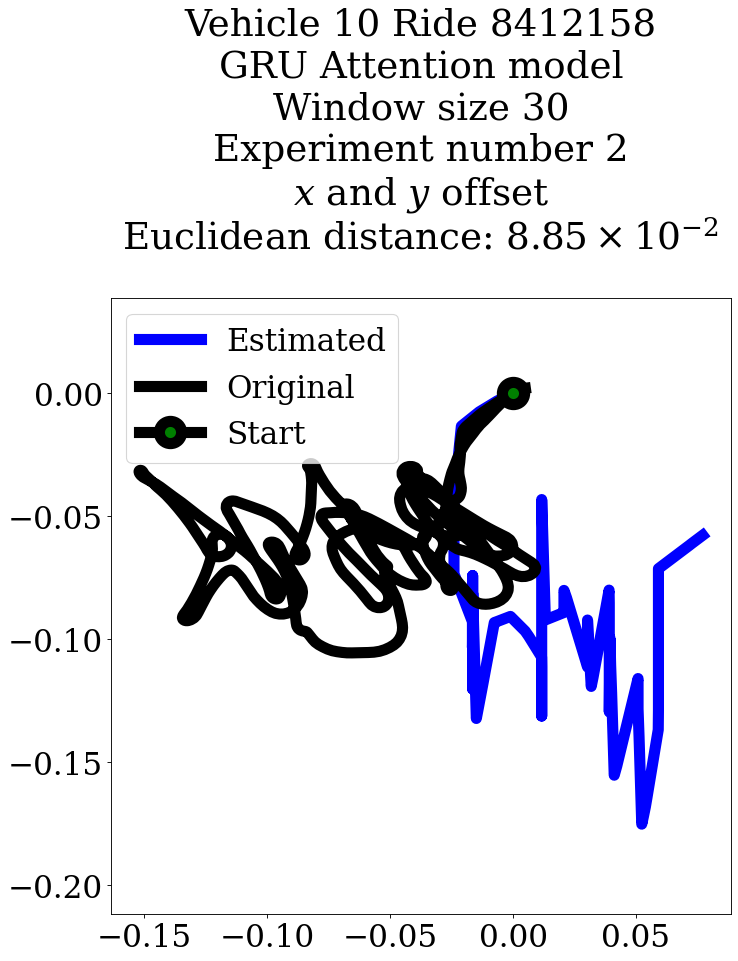 Vehicle 10 Ride 8412158
GRU Attention model
Window size 30
Experiment number 2
x and y offset
Euclidean distance: 8.85 × 10⁻²
Estimated
Original
Start
0.00
−0.05
−0.10
−0.15
−0.20
−0.15 −0.10 −0.05 0.00 0.05